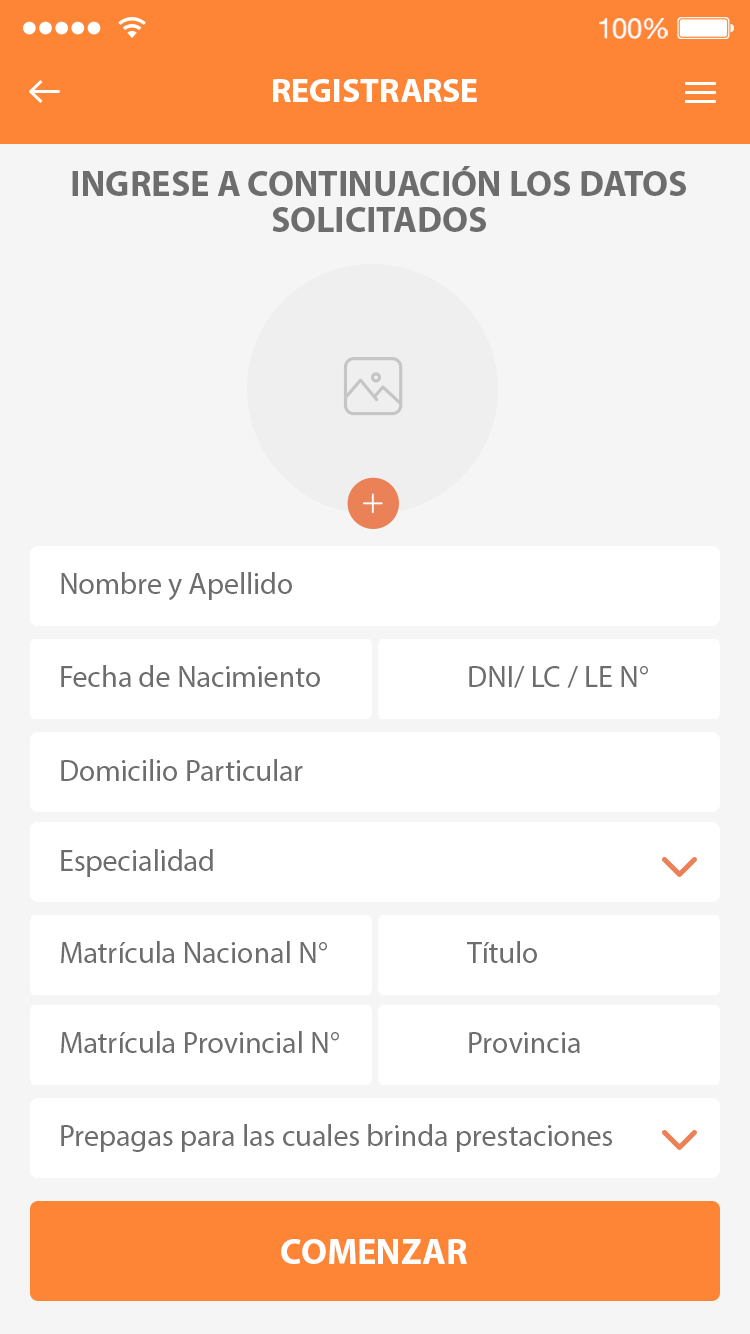 100%
REGISTRARSE
INGRESE A CONTINUACIÓN LOS DATOS
SOLICITADOS
Nombre y Apellido
Fecha de Nacimiento
DNI/ LC / LE N°
Domicilio Particular
Especialidad
Matrícula Nacional N°
Título
Matrícula Provincial N°
Provincia
Prepagas para las cuales brinda prestaciones
COMENZAR